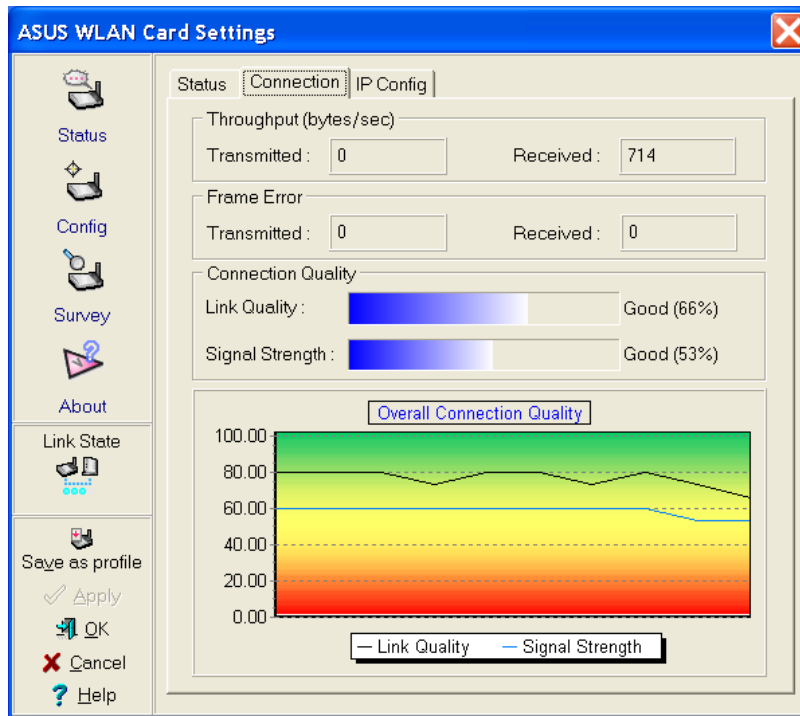 ASUS WLAN Card Settings
Status
Config
Survey
About
Link State
Save as profile
Apply
OK
Cancel
Help
Status Connection IP Config
Throughput (bytes/sec)
Transmitted : 0 Received : 714
Frame Error
Transmitted : 0 Received : 0
Connection Quality
Link Quality : Good (66%)
Signal Strength : Good (53%)
Overall Connection Quality
100.00
80.00
60.00
40.00
20.00
0.00
Link Quality Signal Strength